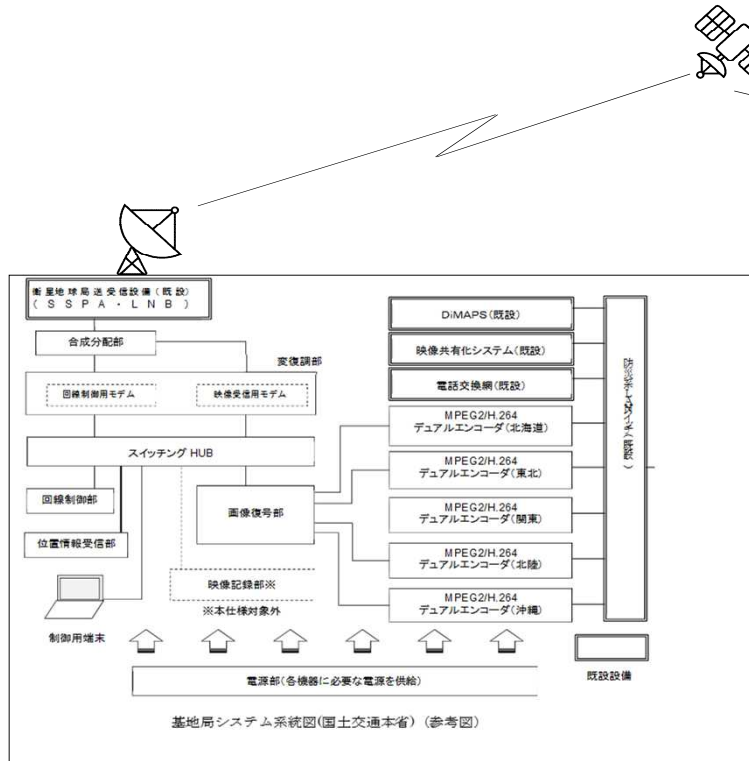 衛星地球局送受信設備(既設)
(SSPA・LNB)
合成分配部
変復調部
回線制御用モデム
映像受信用モデム
スイッチング HUB
回線制御部
位置情報受信部
画像復号部
映像記録部※
※本仕様対象外
制御用端末
DiMAPS(既設)
映像共有化システム(既設)
電話交換網(既設)
MPEG2/H.264
デュアルエンコーダ(北海道)
MPEG2/H.264
デュアルエンコーダ(東北)
MPEG2/H.264
デュアルエンコーダ(関東)
MPEG2/H.264
デュアルエンコーダ(北陸)
MPEG2/H.264
デュアルエンコーダ(沖縄)
既設設備
電源部(各機器に必要な電源を供給)
基地局システム系統図(国土交通本省) (参考図)